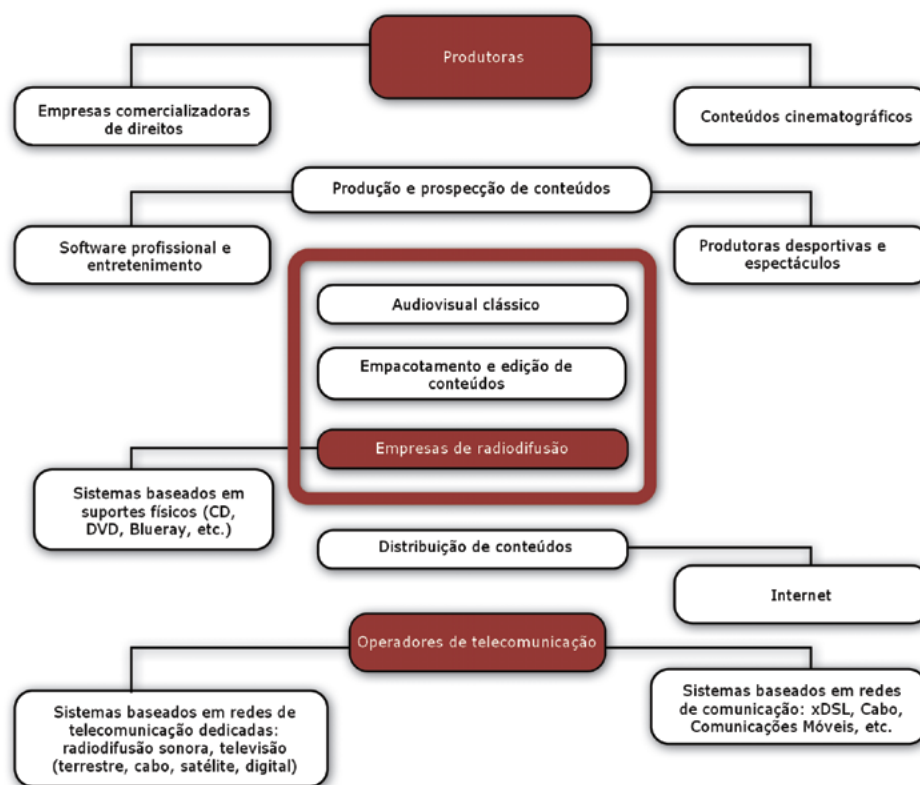 Produtoras
Empresas comercializadoras
de direitos
Conteúdos cinematográficos
Produção e prospecção de conteúdos
Software profissional e
entretenimento
Produtoras desportivas e
espectáculos
Audiovisual clássico
Empacotamento e edição de
conteúdos
Empresas de radiodifusão
Sistemas baseados em
suportes físicos (CD,
DVD, Blueray, etc.)
Distribuição de conteúdos
Internet
Operadores de telecomunicação
Sistemas baseados em redes de
telecomunicação dedicadas:
radiodifusão sonora, televisão
(terrestre, cabo, satélite, digital)
Sistemas baseados em redes
de comunicação: xDSL, Cabo,
Comunicações Móveis, etc.